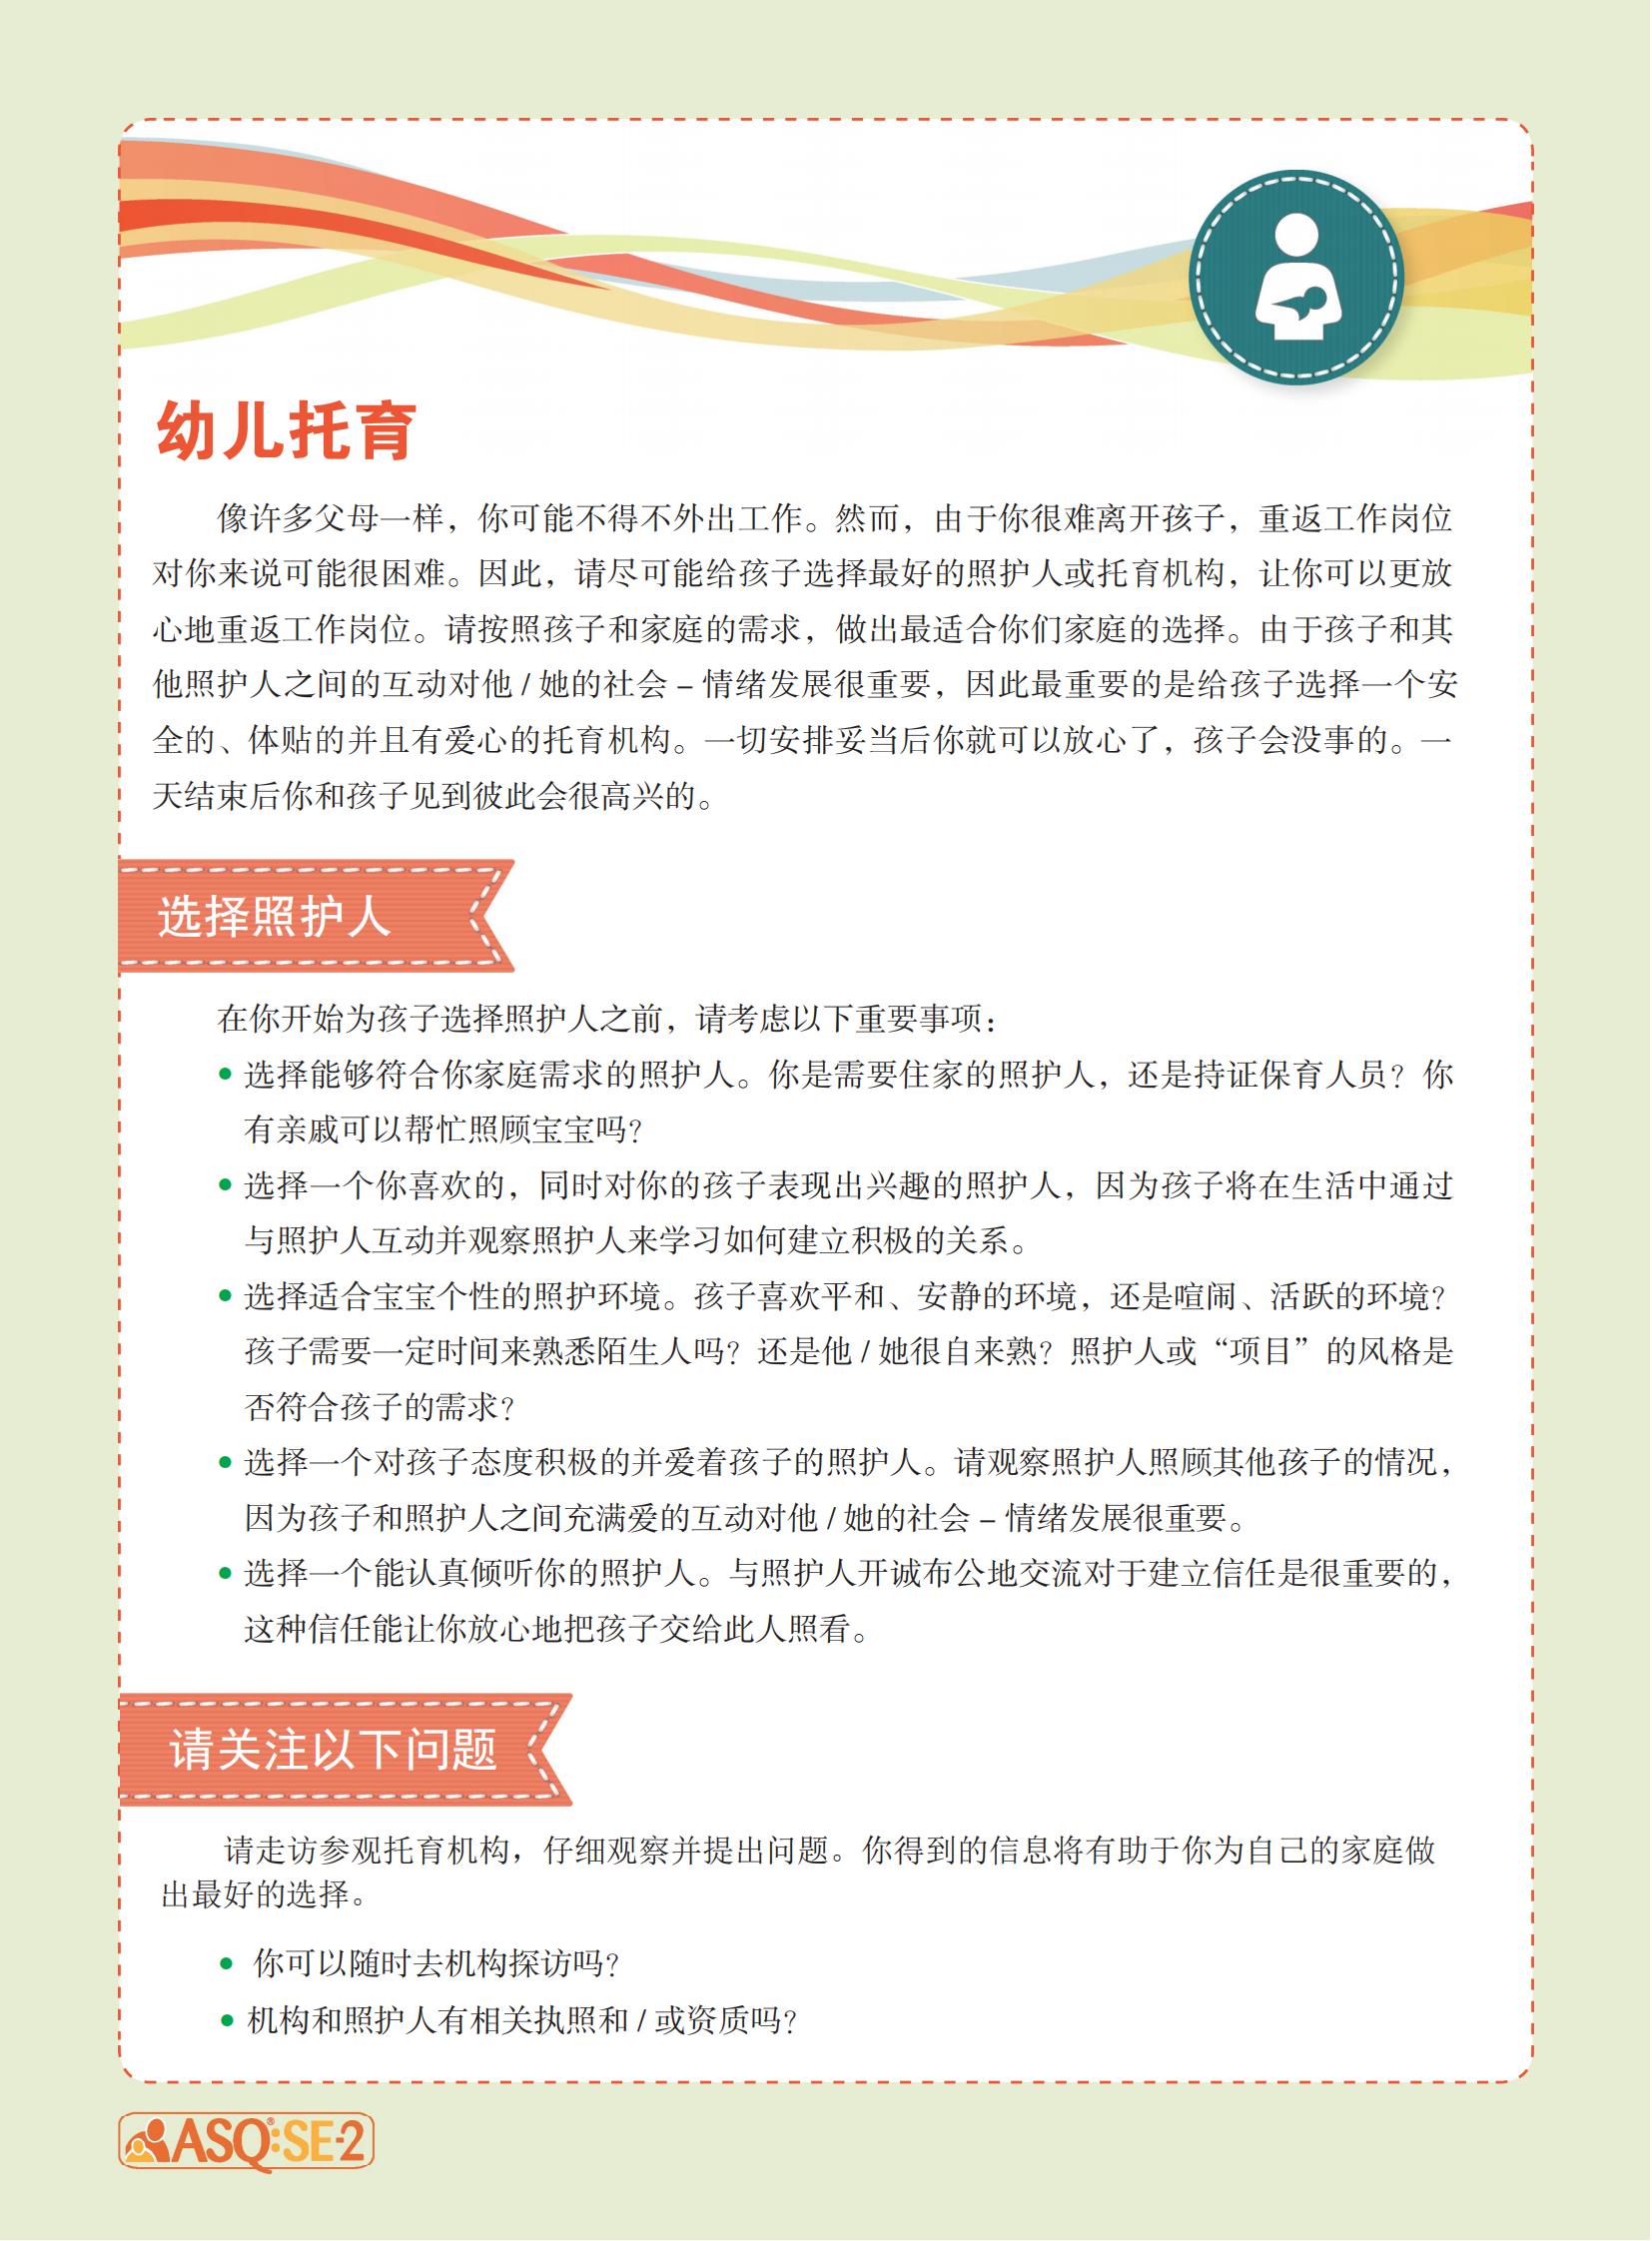 幼儿托育
像许多父母一样，你可能不得不外出工作。然而，由于你很难离开孩子，重返工作岗位
对你来说可能很困难。因此，请尽可能给孩子选择最好的照护人或托育机构，让你可以更放
心地重返工作岗位。请按照孩子和家庭的需求，做出最适合你们家庭的选择。由于孩子和其
他照护人之间的互动对他 / 她的社会 – 情绪发展很重要，因此最重要的是给孩子选择一个安
全的、体贴的并且有爱心的托育机构。一切安排妥当后你就可以放心了，孩子会没事的。一
天结束后你和孩子见到彼此会很高兴的。
选择照护人
在你开始为孩子选择照护人之前，请考虑以下重要事项：
• 选择能够符合你家庭需求的照护人。你是需要住家的照护人，还是持证保育人员？你
有亲戚可以帮忙照顾宝宝吗？
• 选择一个你喜欢的，同时对你的孩子表现出兴趣的照护人，因为孩子将在生活中通过
与照护人互动并观察照护人来学习如何建立积极的关系。
• 选择适合宝宝个性的照护环境。孩子喜欢平和、安静的环境，还是喧闹、活跃的环境？
孩子需要一定时间来熟悉陌生人吗？还是他 / 她很自来熟？照护人或“项目”的风格是
否符合孩子的需求？
• 选择一个对孩子态度积极的并爱着孩子的照护人。请观察照护人照顾其他孩子的情况，
因为孩子和照护人之间充满爱的互动对他 / 她的社会 – 情绪发展很重要。
• 选择一个能认真倾听你的照护人。与照护人开诚布公地交流对于建立信任是很重要的，
这种信任能让你放心地把孩子交给此人照看。
请关注以下问题
请走访参观托育机构，仔细观察并提出问题。你得到的信息将有助于你为自己的家庭做
出最好的选择。
• 你可以随时去机构探访吗？
• 机构和照护人有相关执照和 / 或资质吗？
ASQ®:SE-2